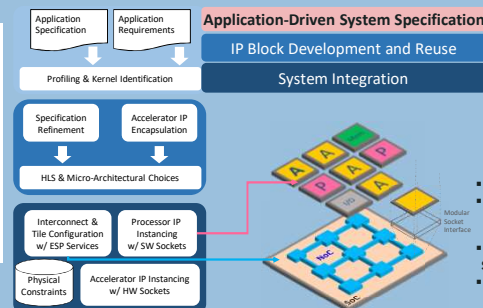 Application
Specification
Application
Requirements
Profiling & Kernel Identification
Application-Driven System Specification
IP Block Development and Reuse
System Integration
Specification
Refinement
Accelerator IP
Encapsulation
HLS & Micro-Architectural Choices
Interconnect &
Tile Configuration
w/ ESP Services
Processor IP
Instancing
w/ SW Sockets
Physical
Constraints
Accelerator IP Instancing
w/ HW Sockets
A
A
P
A
P
A
A
I/O
NoC
SoC
Modular
Socket
Interface